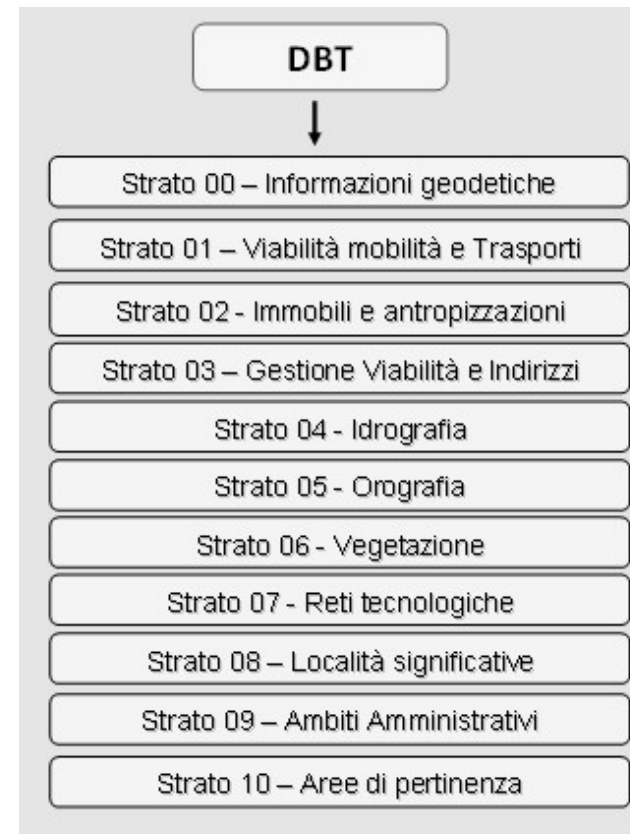 DBT
Strato 00 – Informazioni geodetiche
Strato 01 – Viabilità mobilità e Trasporti
Strato 02 - Immobili e antropizzazioni
Strato 03 – Gestione Viabilità e Indirizzi
Strato 04 - Idrografia
Strato 05 - Orografia
Strato 06 - Vegetazione
Strato 07 - Reti tecnologiche
Strato 08 – Località significative
Strato 09 – Ambiti Amministrativi
Strato 10 – Aree di pertinenza